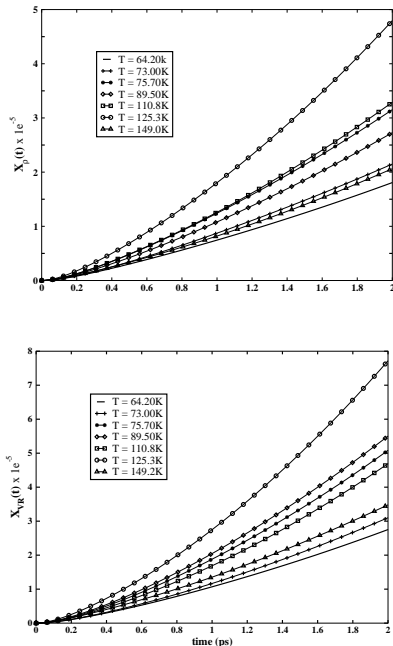 5
4
3
2
1
0
X_ρ(t) x 1e^-5
T = 64.20k
T = 73.00K
T = 75.70K
T = 89.50K
T = 110.8K
T = 125.3K
T = 149.0K
0 0.2 0.4 0.6 0.8 1 1.2 1.4 1.6 1.8 2
8
7
6
5
4
3
2
1
0
X_VR(t) x 1e^-5
T = 64.20K
T = 73.00K
T = 75.70K
T = 89.50K
T = 110.8K
T = 125.3K
T = 149.2K
0 0.2 0.4 0.6 0.8 1 1.2 1.4 1.6 1.8 2
time (ps)